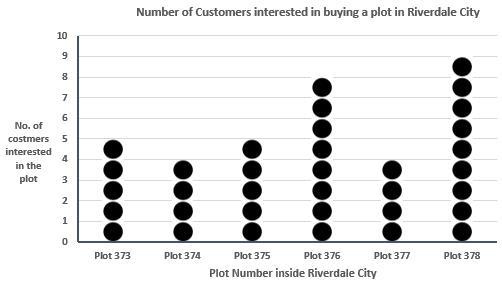 Number of Customers interested in buying a plot in Riverdale City
10
9
8
7
6
5
4
3
2
1
0
No. of
costmers
interested
in the
plot
Plot 373 Plot 374 Plot 375 Plot 376 Plot 377 Plot 378
Plot Number inside Riverdale City